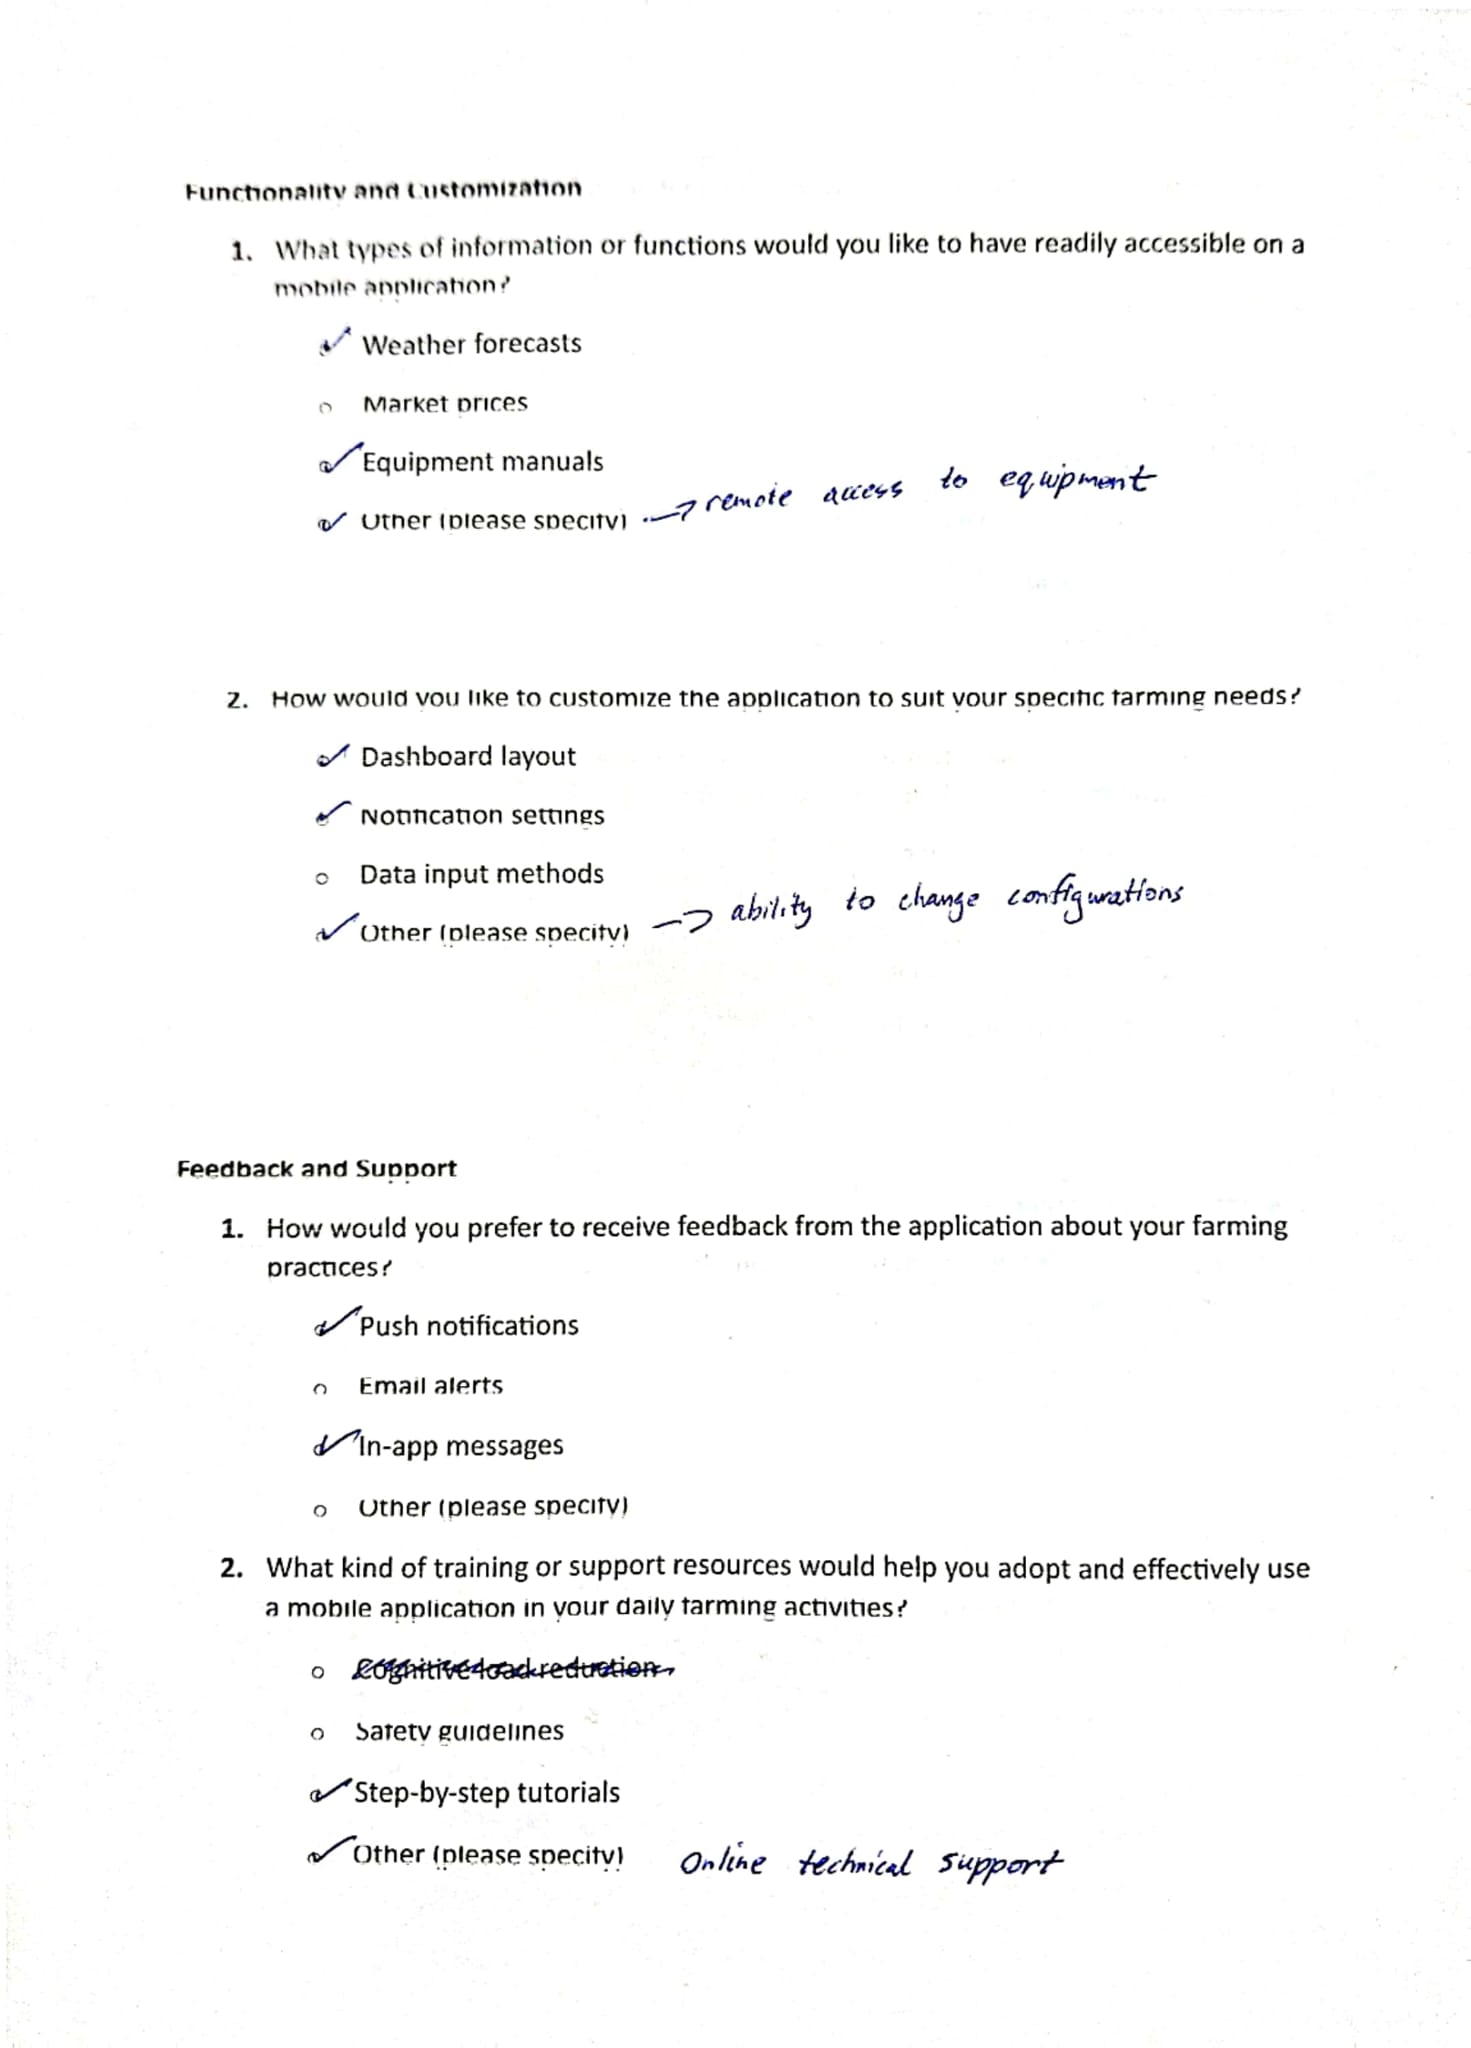 Functionality and Customization
1. What types of information or functions would you like to have readily accessible on a
mobile application?
✓ Weather forecasts
o Market prices
✓ Equipment manuals
✓ Other (please specify) → remote access to equipment
2. How would you like to customize the application to suit your specific farming needs?
✓ Dashboard layout
✓ Notification settings
o Data input methods
✓ Other (please specify) → ability to change configurations
Feedback and Support
1. How would you prefer to receive feedback from the application about your farming
practices?
✓ Push notifications
o Email alerts
✓ In-app messages
o Other (please specify)
2. What kind of training or support resources would help you adopt and effectively use
a mobile application in your daily farming activities?
o Cognitive load reduction
o Safety guidelines
✓ Step-by-step tutorials
✓ Other (please specify) Online technical support